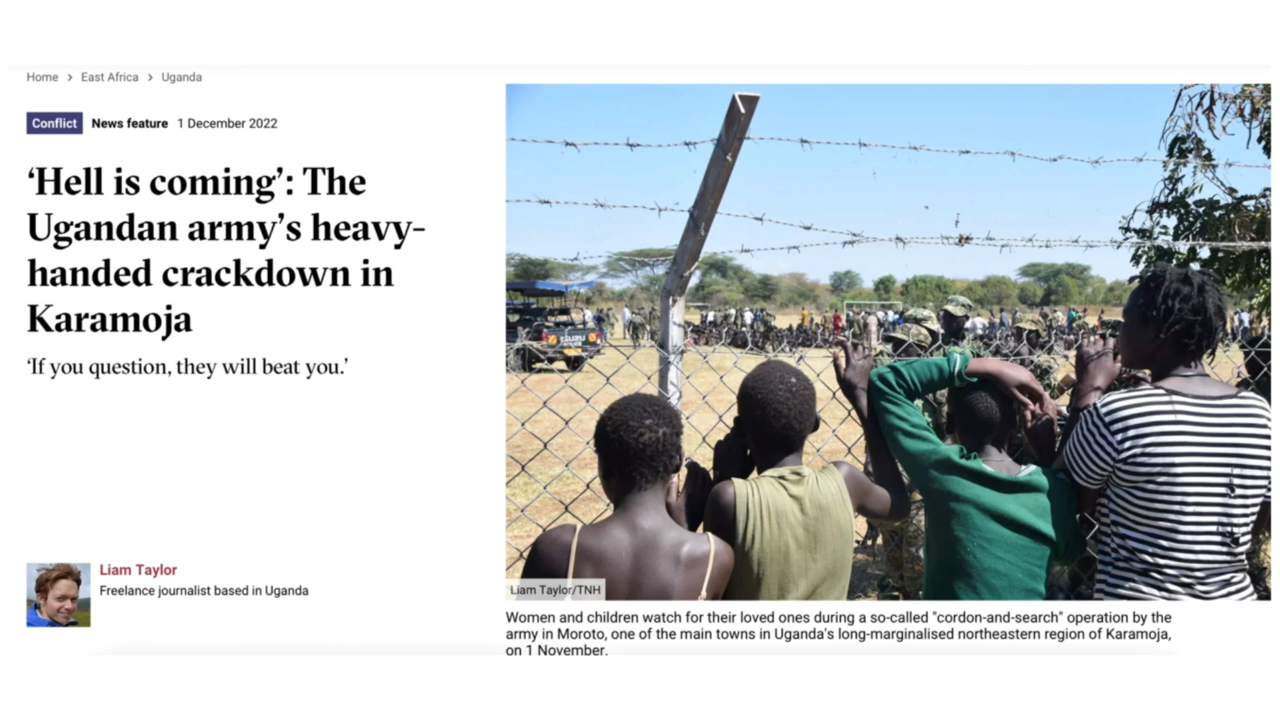 Home > East Africa > Uganda
Conflict News feature 1 December 2022
‘Hell is coming’: The
Ugandan army’s heavy-
handed crackdown in
Karamoja
‘If you question, they will beat you.’
Liam Taylor
Freelance journalist based in Uganda
ISUZU
Liam Taylor/TNH
Women and children watch for their loved ones during a so-called "cordon-and-search" operation by the
army in Moroto, one of the main towns in Uganda's long-marginalised northeastern region of Karamoja,
on 1 November.